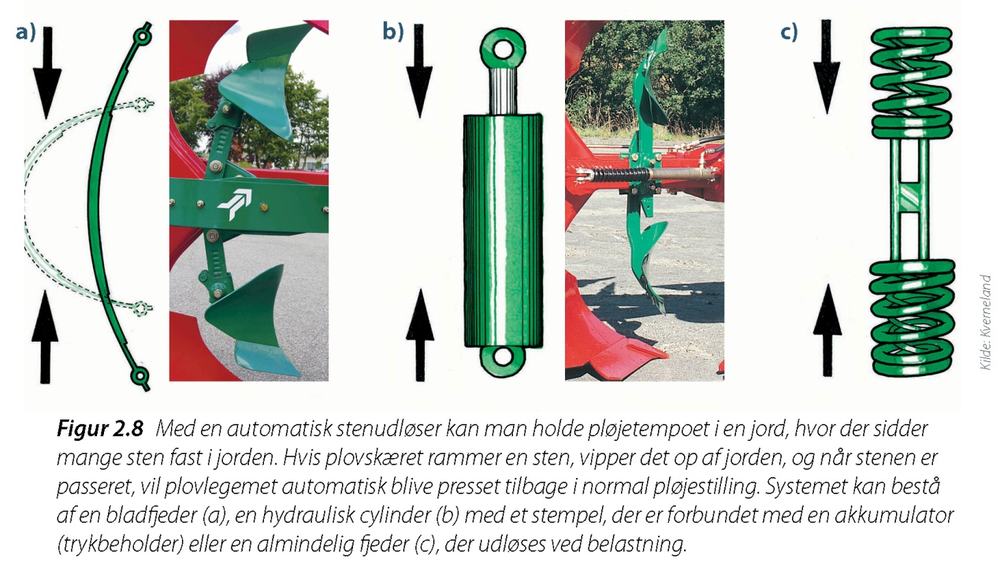 a)
b)
c)
Kilde: Kverneland
Figur 2.8 Med en automatisk stenudløser kan man holde pløjetempoet i en jord, hvor der sidder
mange sten fast i jorden. Hvis plovskæret rammer en sten, vipper det op af jorden, og når stenen er
passeret, vil plovlegemet automatisk blive presset tilbage i normal pløjestilling. Systemet kan bestå
af en bladfjeder (a), en hydraulisk cylinder (b) med et stempel, der er forbundet med en akkumulator
(trykbeholder) eller en almindelig fjeder (c), der udløses ved belastning.